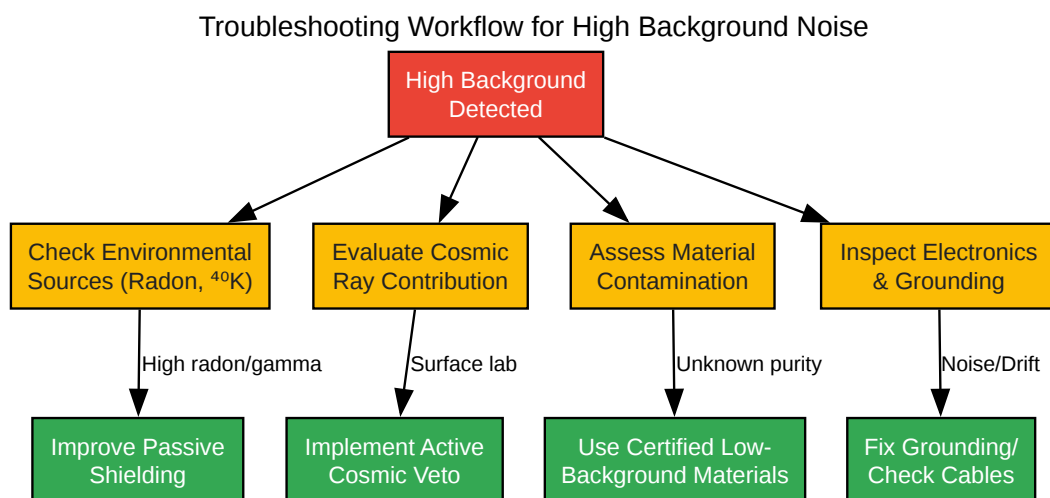 Troubleshooting Workflow for High Background Noise
High Background
Detected
Check Environmental
Sources (Radon, ⁴⁰K)
Evaluate Cosmic
Ray Contribution
Assess Material
Contamination
Inspect Electronics
& Grounding
High radon/gamma
Surface lab
Unknown purity
Noise/Drift
Improve Passive
Shielding
Implement Active
Cosmic Veto
Use Certified Low-
Background Materials
Fix Grounding/
Check Cables